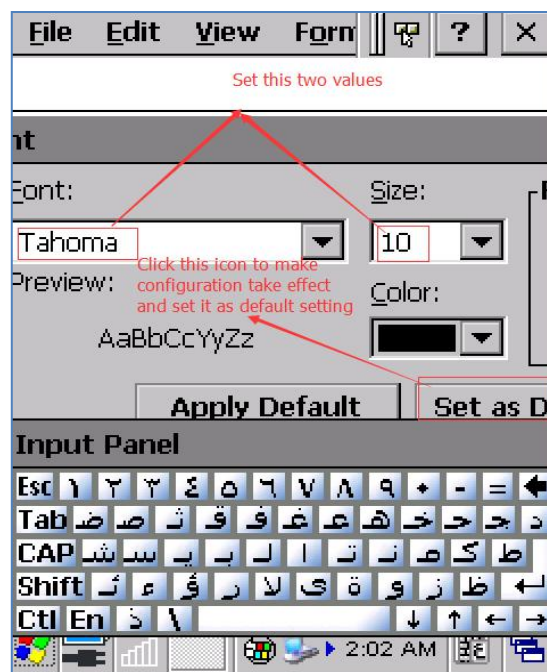 File Edit View Form ?
Set this two values
nt
Font: Size:
Tahoma 10
Click this icon to make
configuration take effect
and set it as default setting
Preview: Color:
AaBbCcYyZz
Apply Default Set as D
Input Panel
Esc ١ ٢ ٣ ٤ ٥ ٦ ٧ ٨ ٩ ٠ - =
Tab ض ص ث ق ف غ ع ه خ ح ج د
CAP ش س ي ب ل ا ت ن م ك ط
Shift ئ ء ؤ ر لا ى ة و ز ظ
Ctl En ذ \
2:02 AM